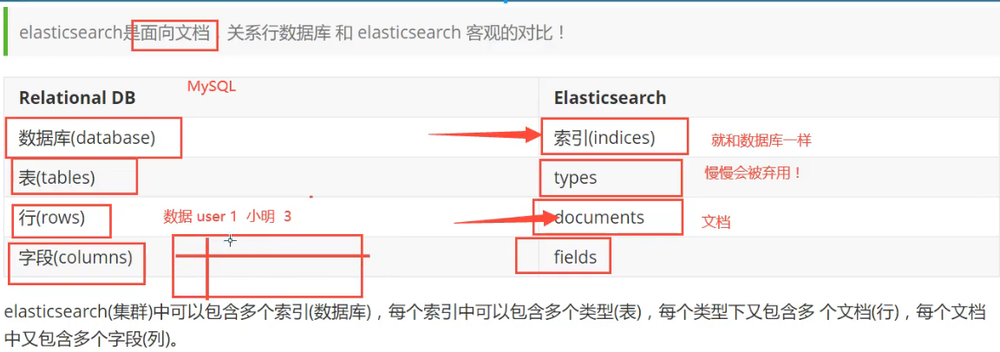 elasticsearch是面向文档，关系行数据库 和 elasticsearch 客观的对比！
Relational DB MySQL Elasticsearch
数据库(database) 索引(indices) 就和数据库一样
表(tables) types 慢慢会被弃用！
行(rows) 数据 user 1 小明 3 documents 文档
字段(columns) fields
elasticsearch(集群)中可以包含多个索引(数据库)，每个索引中可以包含多个类型(表)，每个类型下又包含多 个文档(行)，每个文档
中又包含多个字段(列)。